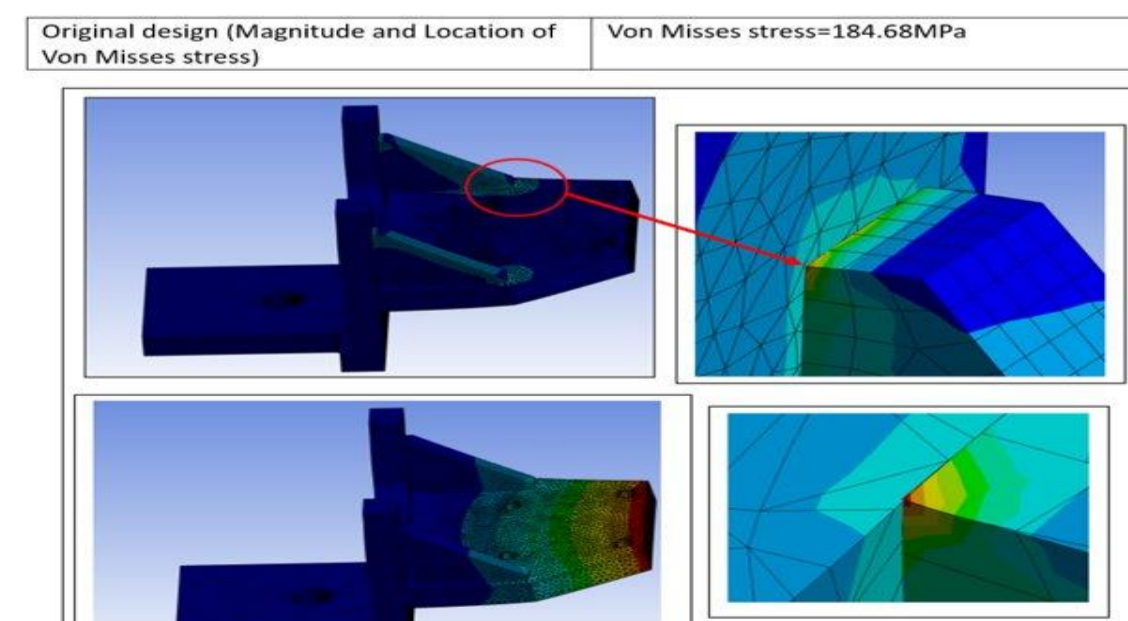 Original design (Magnitude and Location of
Von Misses stress)
Von Misses stress=184.68MPa